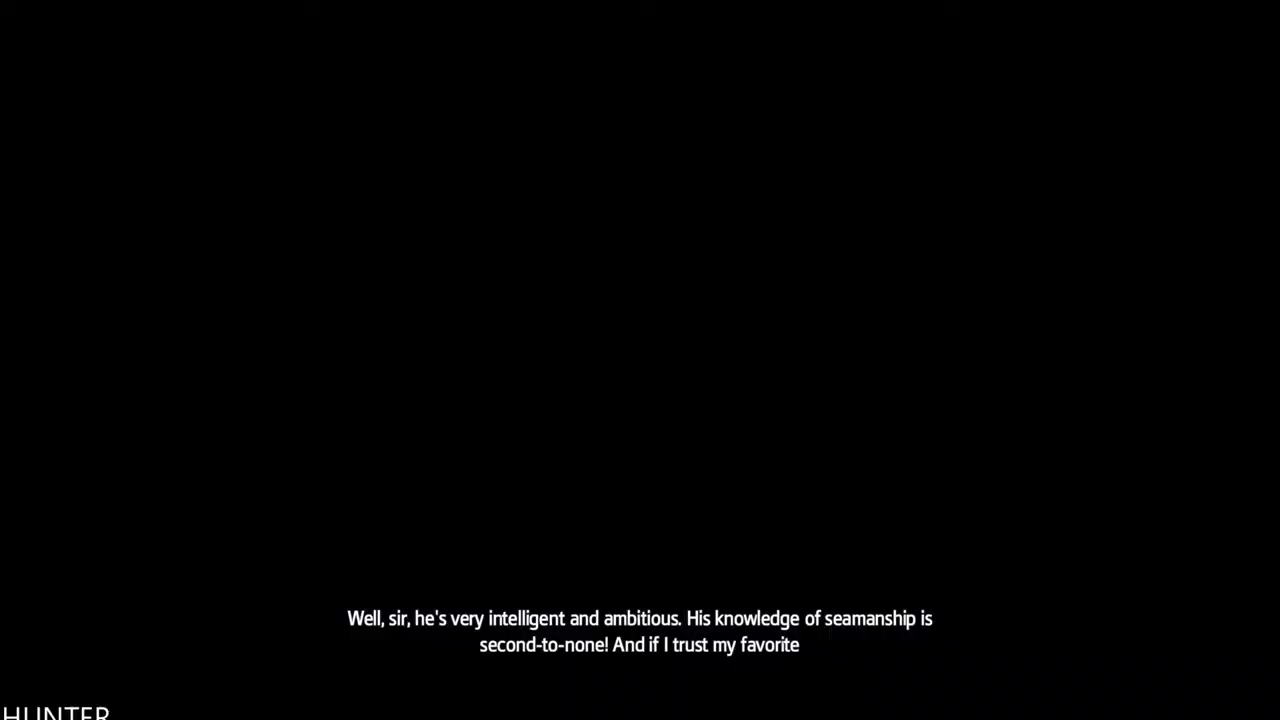 Well, sir, he's very intelligent and ambitious. His knowledge of seamanship is
second-to-none! And if I trust my favorite
HUNTER